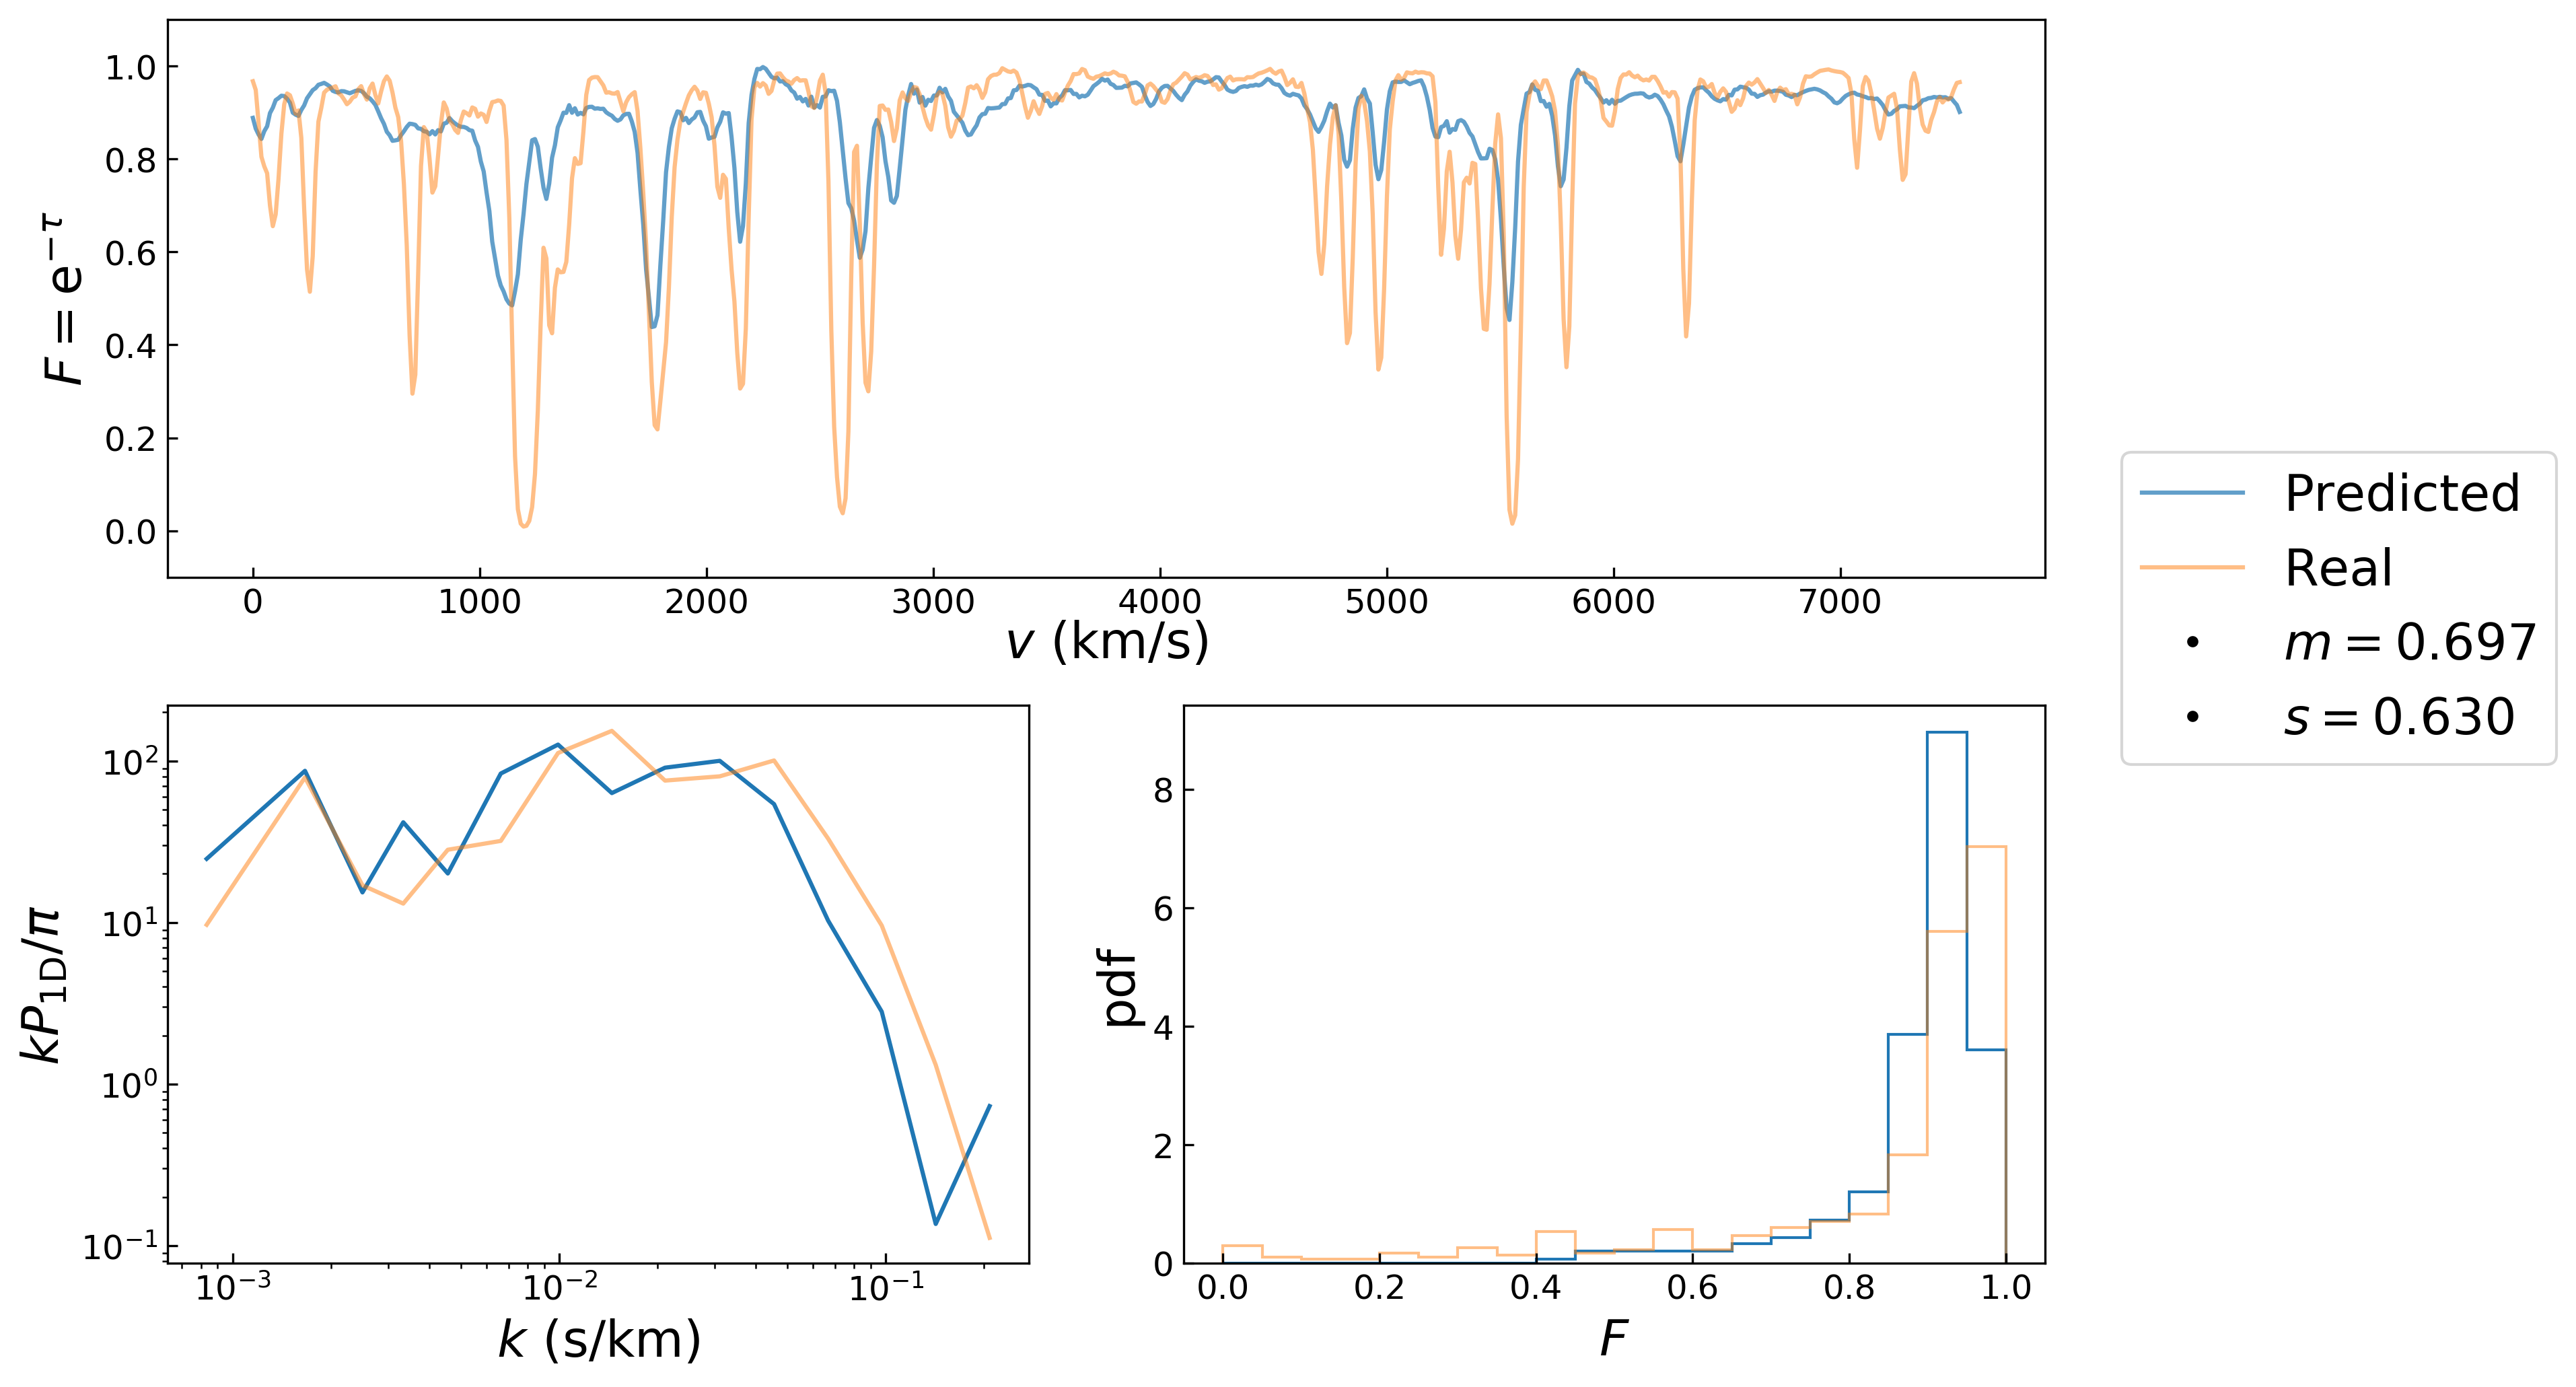 1.0
0.8
0.6
0.4
0.2
0.0
F = e^{−τ}
0 1000 2000 3000 4000 5000 6000 7000
v (km/s)
Predicted
Real
m = 0.697
s = 0.630
10^2
10^1
10^0
10^{−1}
kP_{1D}/π
10^{−3} 10^{−2} 10^{−1}
k (s/km)
8
6
4
2
0
pdf
0.0 0.2 0.4 0.6 0.8 1.0
F